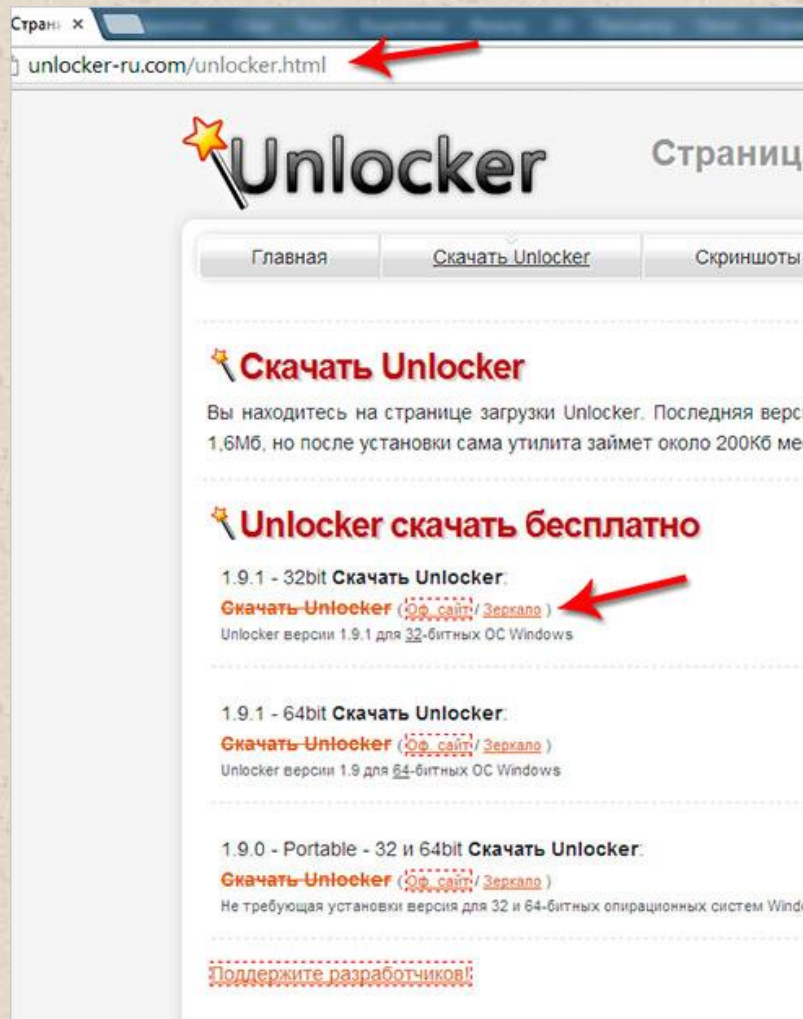 Стран
unlocker-ru.com/unlocker.html
Unlocker
Страниц
Главная
Скачать Unlocker
Скриншоты
Скачать Unlocker
Вы находитесь на странице загрузки Unlocker. Последняя верс
1,6Мб, но после установки сама утилита займет около 200Кб ме
Unlocker скачать бесплатно
1.9.1 - 32bit Скачать Unlocker:
Скачать Unlocker ( Оф. сайт / Зеркало )
Unlocker версии 1.9.1 для 32-битных ОС Windows
1.9.1 - 64bit Скачать Unlocker:
Скачать Unlocker ( Оф. сайт / Зеркало )
Unlocker версии 1.9 для 64-битных ОС Windows
1.9.0 - Portable - 32 и 64bit Скачать Unlocker:
Скачать Unlocker ( Оф. сайт / Зеркало )
Не требующая установки версия для 32 и 64-битных опирационных систем Wind
Поддержите разработчиков!